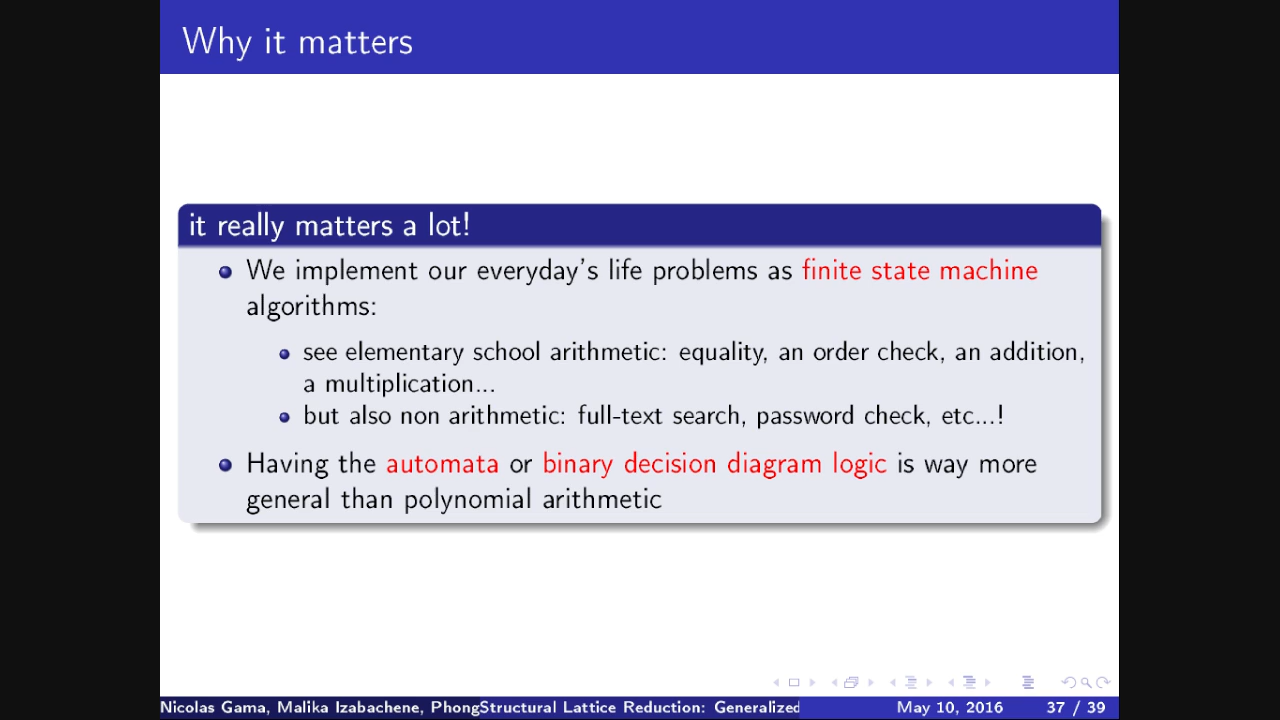 Why it matters
it really matters a lot!
We implement our everyday's life problems as finite state machine
algorithms:
see elementary school arithmetic: equality, an order check, an addition,
a multiplication...
but also non arithmetic: full-text search, password check, etc...!
Having the automata or binary decision diagram logic is way more
general than polynomial arithmetic
Nicolas Gama, Malika Izabachene, Phong Structural Lattice Reduction: Generalized May 10, 2016 37 / 39